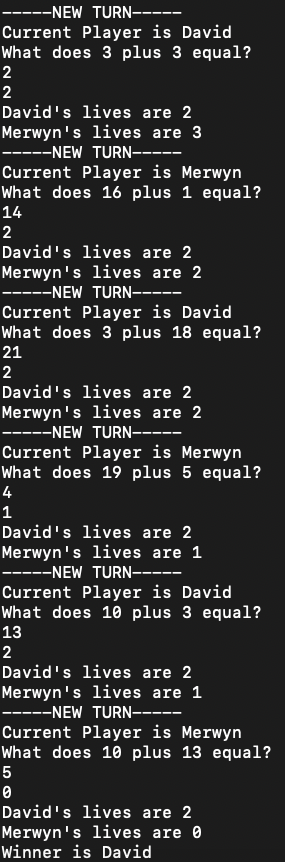 -----NEW TURN-----
Current Player is David
What does 3 plus 3 equal?
2
2
David's lives are 2
Merwyn's lives are 3
-----NEW TURN-----
Current Player is Merwyn
What does 16 plus 1 equal?
14
2
David's lives are 2
Merwyn's lives are 2
-----NEW TURN-----
Current Player is David
What does 3 plus 18 equal?
21
2
David's lives are 2
Merwyn's lives are 2
-----NEW TURN-----
Current Player is Merwyn
What does 19 plus 5 equal?
4
1
David's lives are 2
Merwyn's lives are 1
-----NEW TURN-----
Current Player is David
What does 10 plus 3 equal?
13
2
David's lives are 2
Merwyn's lives are 1
-----NEW TURN-----
Current Player is Merwyn
What does 10 plus 13 equal?
5
0
David's lives are 2
Merwyn's lives are 0
Winner is David